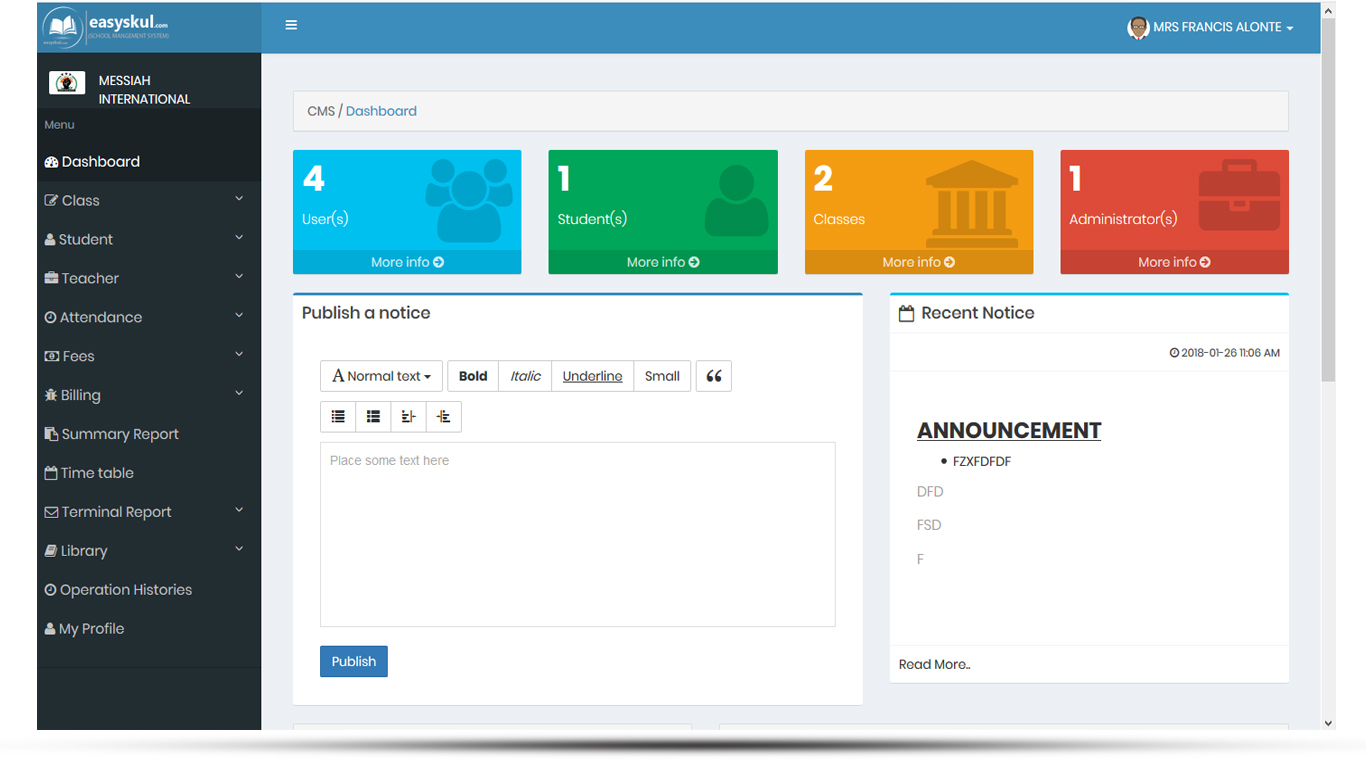 easyskul.com
(SCHOOL MANGEMENT SYSTEM)
MRS FRANCIS ALONTE
MESSIAH
INTERNATIONAL
Menu
Dashboard
Class
Student
Teacher
Attendance
Fees
Billing
Summary Report
Time table
Terminal Report
Library
Operation Histories
My Profile
CMS / Dashboard
4
User(s)
More info
1
Student(s)
More info
2
Classes
More info
1
Administrator(s)
More info
Publish a notice
A Normal text
Bold Italic Underline Small
Place some text here
Publish
Recent Notice
2018-01-26 11:06 AM
ANNOUNCEMENT
• FZXFDFDF
DFD
FSD
F
Read More..